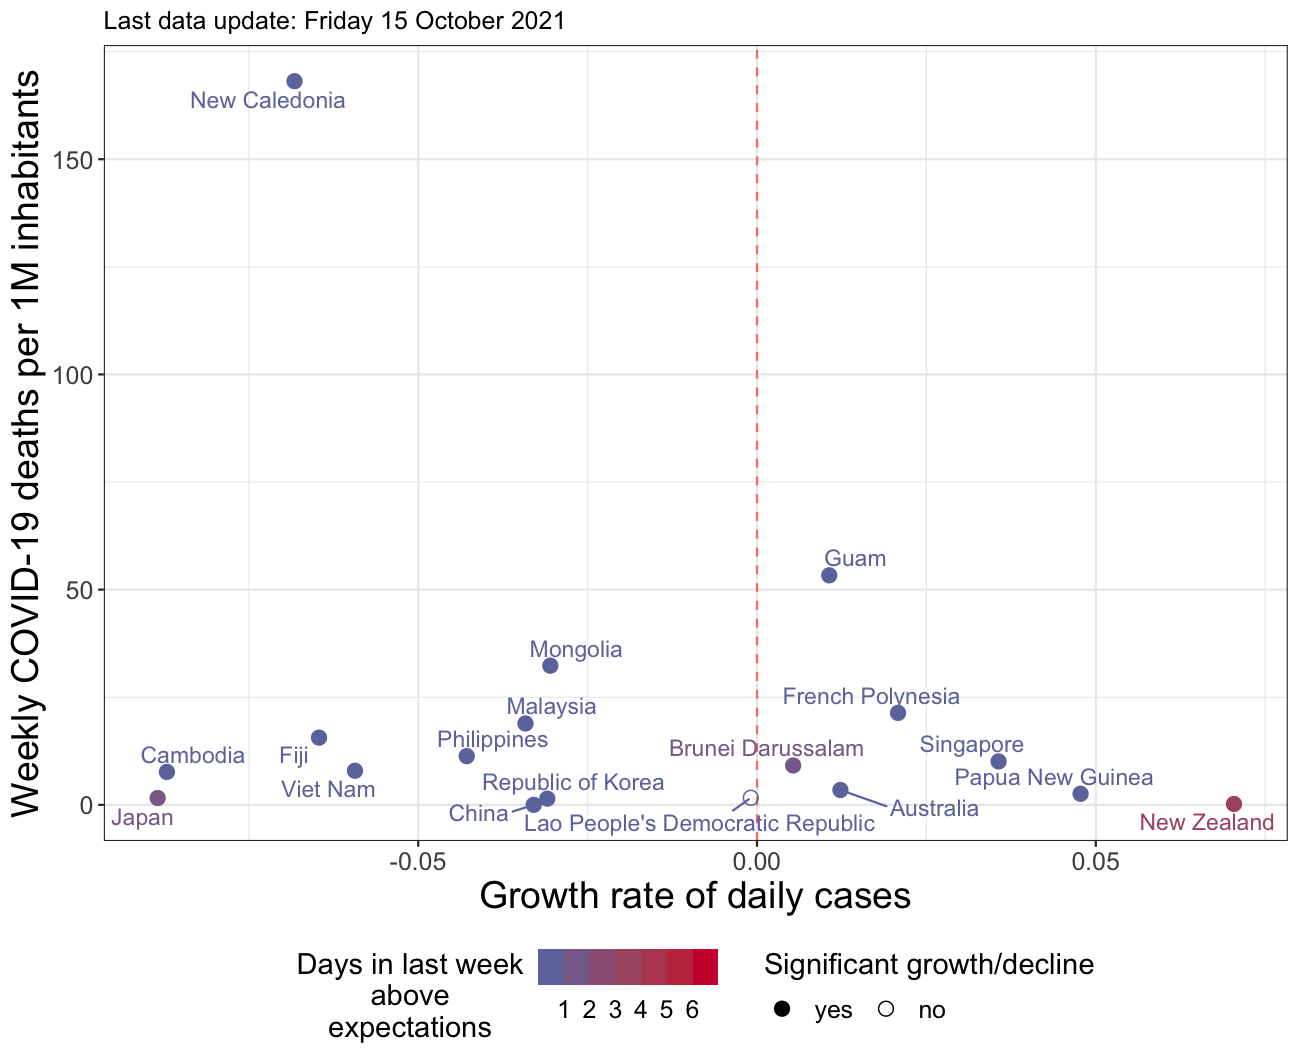 Last data update: Friday 15 October 2021
Weekly COVID-19 deaths per 1M inhabitants
150
100
50
0
New Caledonia
Guam
Mongolia
French Polynesia
Malaysia
Philippines
Brunei Darussalam
Singapore
Cambodia
Fiji
Papua New Guinea
Viet Nam
Republic of Korea
Japan
China
Australia
Lao People's Democratic Republic
New Zealand
-0.05
0.00
0.05
Growth rate of daily cases
Days in last week
above
expectations
1 2 3 4 5 6
Significant growth/decline
yes no